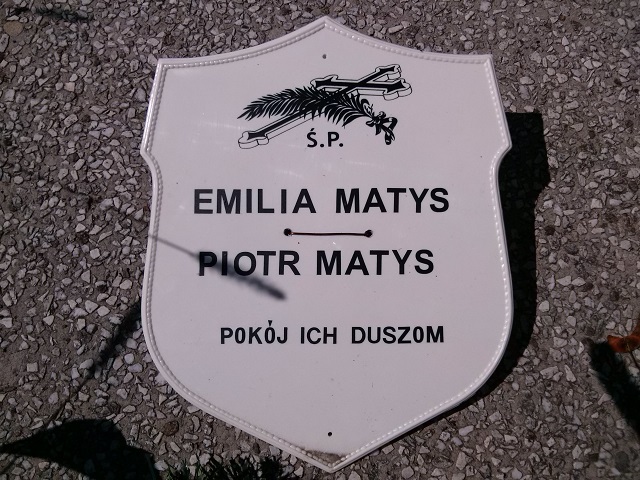 Ś.P.
EMILIA MATYS
PIOTR MATYS
POKÓJ ICH DUSZOM